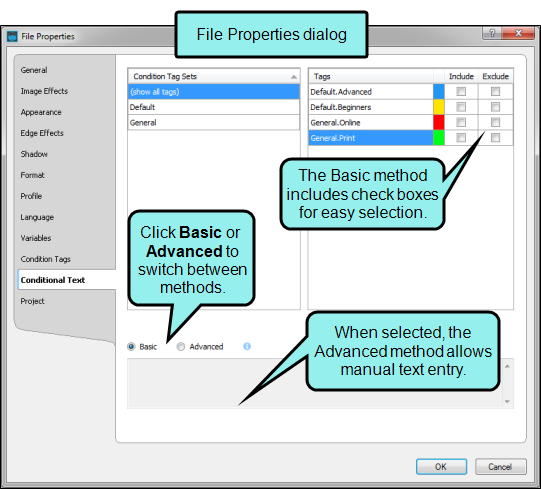 File Properties dialog
File Properties
?
General
Image Effects
Appearance
Edge Effects
Shadow
Format
Profile
Language
Variables
Condition Tags
Conditional Text
Project
Condition Tag Sets
(show all tags)
Default
General
Tags Include Exclude
Default.Advanced
Default.Beginners
General.Online
General.Print
The Basic method
includes check boxes
for easy selection.
Click Basic or
Advanced to
switch between
methods.
Basic Advanced
When selected, the
Advanced method allows
manual text entry.
OK Cancel